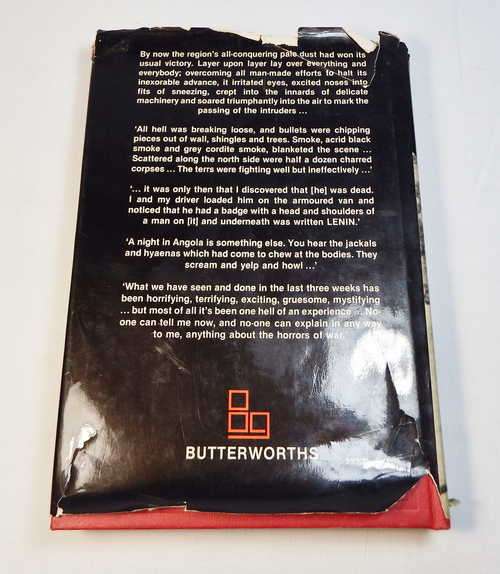 By now the region's all-conquering pale dust had won its
usual victory. Layer upon layer lay over everything and
everybody; overcoming all man-made efforts to halt its
inexorable advance, it irritated eyes, excited noses into
fits of sneezing, crept into the innards of delicate
machinery and soared triumphantly into the air to mark the
passing of the intruders ...
'All hell was breaking loose, and bullets were chipping
pieces out of wall, shingles and trees. Smoke, acrid black
smoke and grey cordite smoke, blanketed the scene ...
Scattered along the north side were half a dozen charred
corpses ... The terrs were fighting well but ineffectively ...'
'... it was only then that I discovered that [he] was dead.
I and my driver loaded him on the armoured van and
noticed that he had a badge with a head and shoulders of
a man on [it] and underneath was written LENIN.'
'A night in Angola is something else. You hear the jackals
and hyaenas which had come to chew at the bodies. They
scream and yelp and howl ...'
'What we have seen and done in the last three weeks has
been horrifying, terrifying, exciting, gruesome, mystifying
... but most of all it's been one hell of an experience ... No-
one can tell me now, and no-one can explain in any way
to me, anything about the horrors of war.'
BUTTERWORTHS